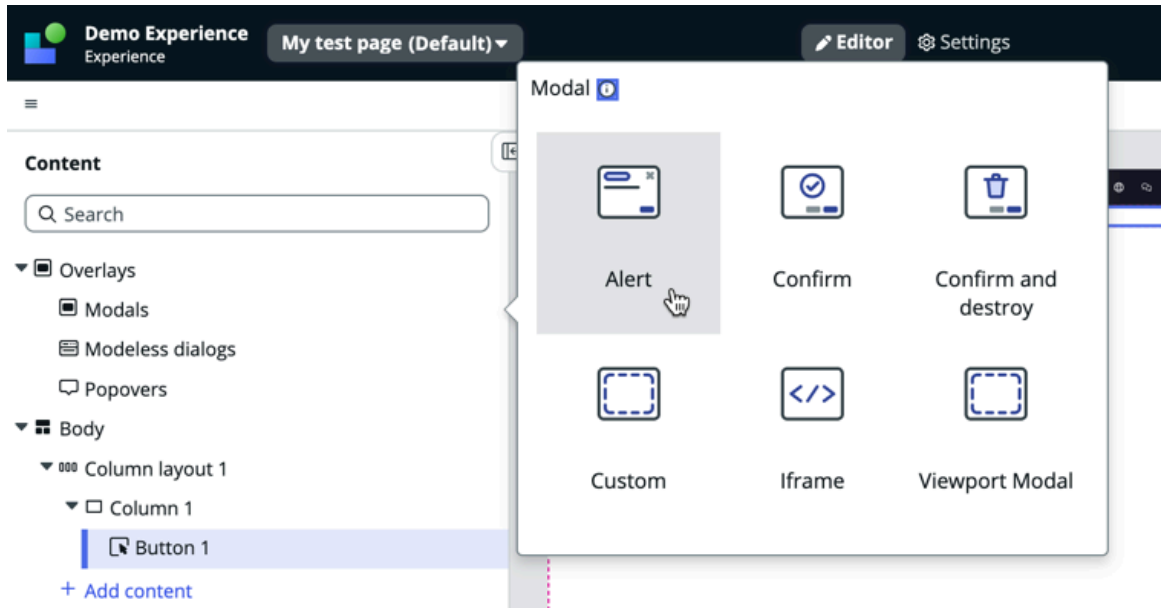 Demo Experience
Experience
My test page (Default)
Editor
Settings
Modal
Content
Search
Overlays
Modals
Modeless dialogs
Popovers
Body
Column layout 1
Column 1
Button 1
+ Add content
Alert
Confirm
Confirm and
destroy
Custom
</>
Iframe
Viewport Modal